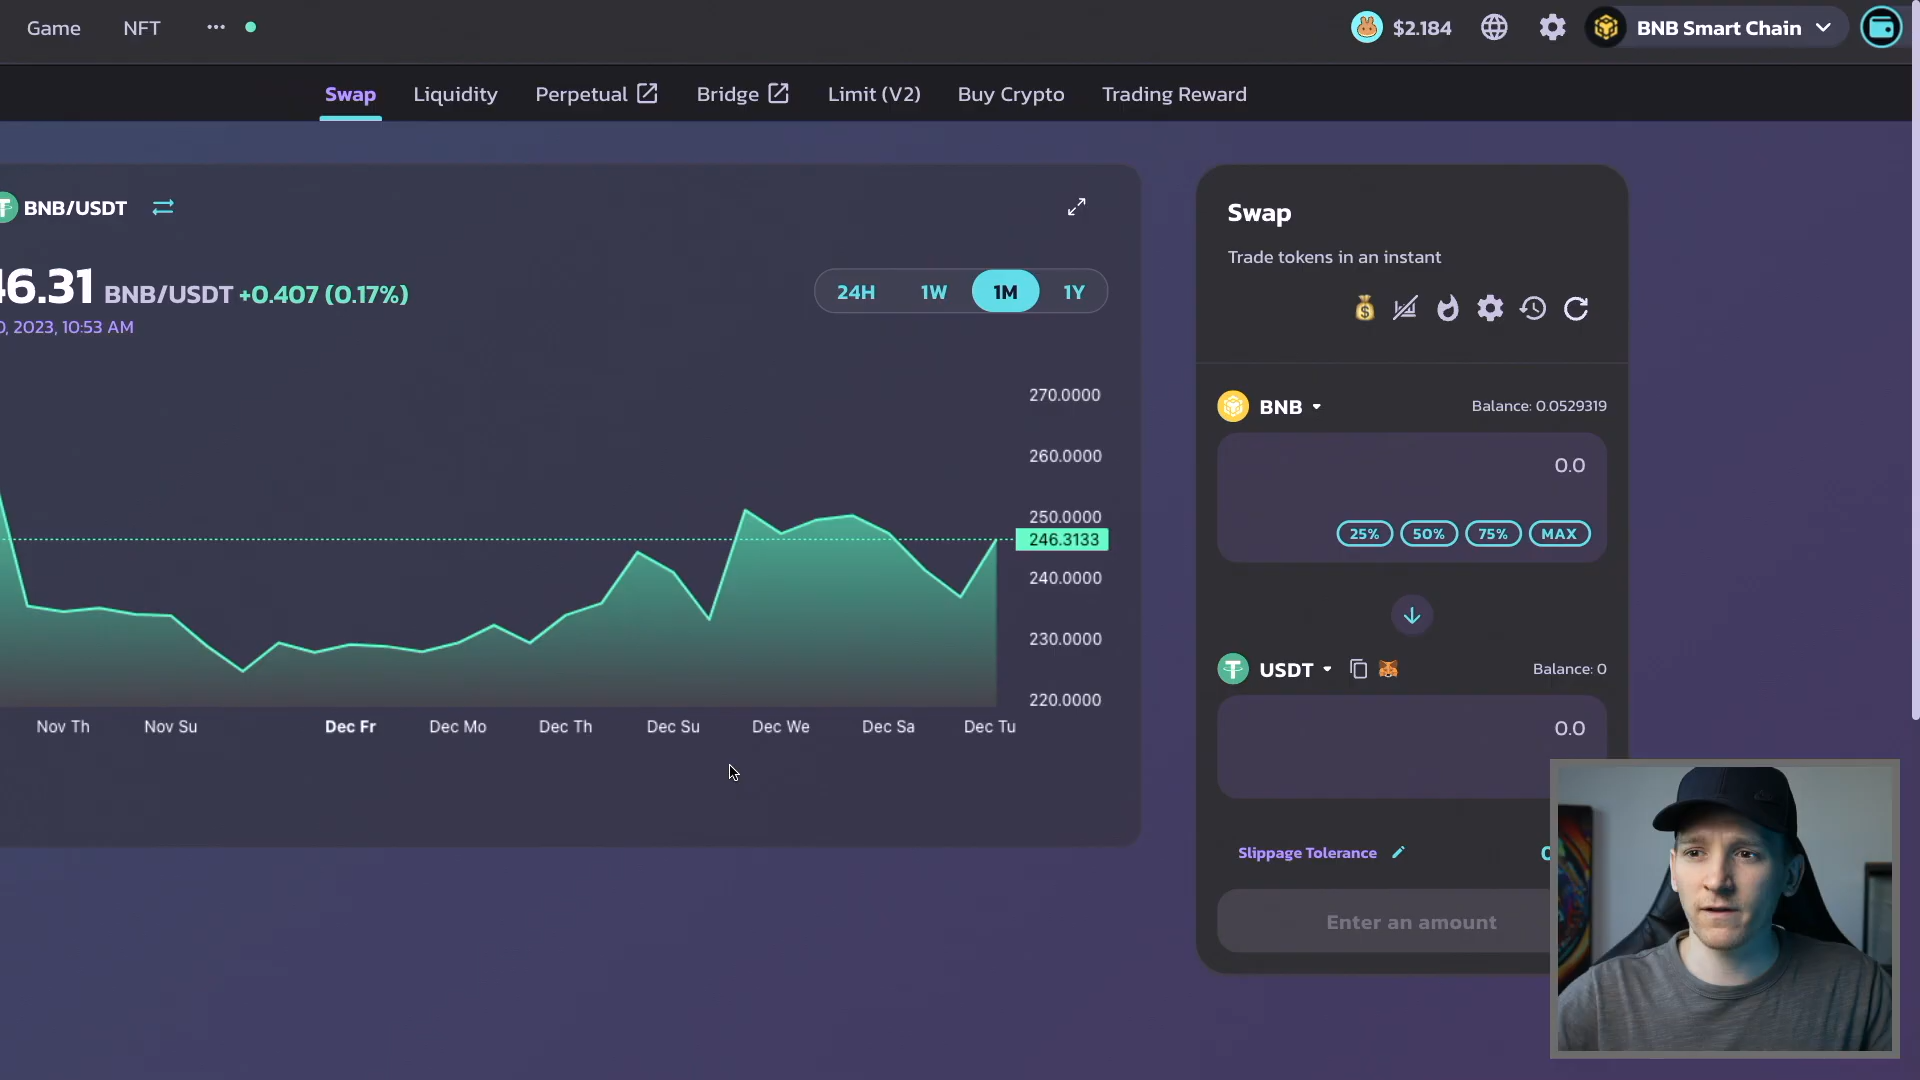 Game NFT ... $2.184 BNB Smart Chain
Swap Liquidity Perpetual Bridge Limit (V2) Buy Crypto Trading Reward
BNB/USDT
46.31 BNB/USDT +0.407 (0.17%)
0, 2023, 10:53 AM
24H 1W 1M 1Y
270.0000
260.0000
250.0000
246.3133
240.0000
230.0000
220.0000
Nov Th Nov Su Dec Fr Dec Mo Dec Th Dec Su Dec We Dec Sa Dec Tu
Swap
Trade tokens in an instant
BNB Balance: 0.0529319
0.0
25% 50% 75% MAX
USDT Balance: 0
0.0
Slippage Tolerance
Enter an amount